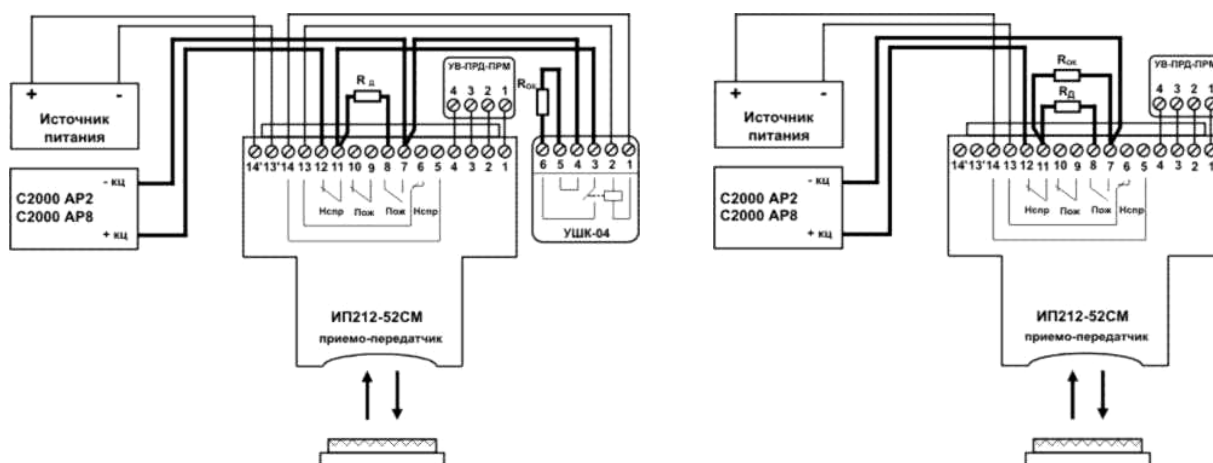 УВ-ПРД-ПРМ
4 3 2 1
R д
+ -
Источник
питания
14' 13' 14 13 12 11 10 9 8 7 6 5 4 3 2 1
6 5 4 3 2 1
- кц
С2000 АР2
С2000 АР8
+ кц
Нспр Пож Пож Нспр
УШК-04
ИП212-52СМ
приемо-передатчик
УВ-ПРД-ПРМ
4 3 2 1
Rок
RД
+ -
Источник
питания
14' 13' 14 13 12 11 10 9 8 7 6 5 4 3 2 1
- кц
С2000 АР2
С2000 АР8
+ кц
Нспр Пож Пож Нспр
ИП212-52СМ
приемо-передатчик